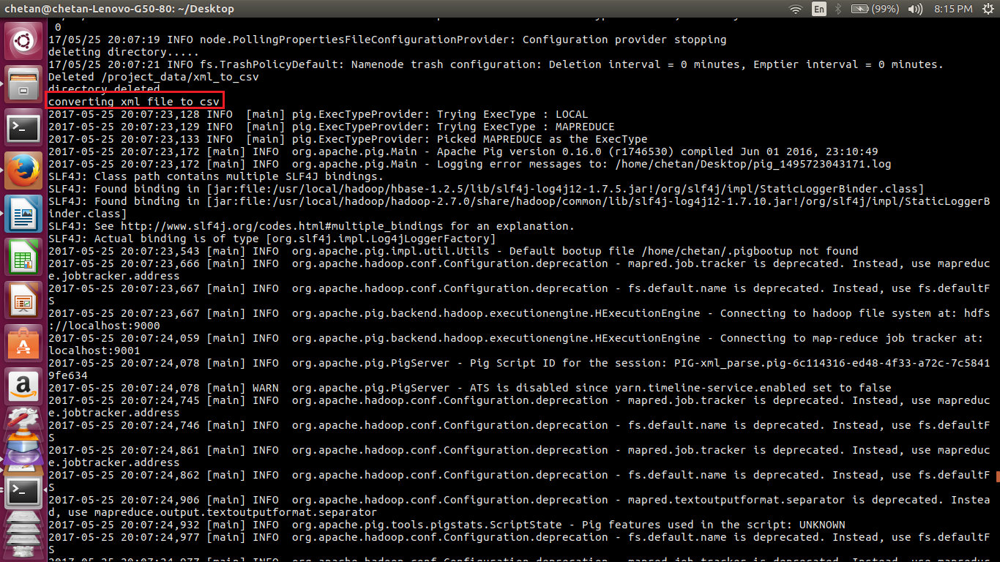 chetan@chetan-Lenovo-G50-80: ~/Desktop
En
(99%)
8:15 PM
0
17/05/25 20:07:19 INFO node.PollingPropertiesFileConfigurationProvider: Configuration provider stopping
deleting directory.....
17/05/25 20:07:21 INFO fs.TrashPolicyDefault: Namenode trash configuration: Deletion interval = 0 minutes, Emptier interval = 0 minutes.
Deleted /project_data/xml_to_csv
directory deleted
converting xml file to csv
2017-05-25 20:07:23,128 INFO  [main] pig.ExecTypeProvider: Trying ExecType : LOCAL
2017-05-25 20:07:23,129 INFO  [main] pig.ExecTypeProvider: Trying ExecType : MAPREDUCE
2017-05-25 20:07:23,133 INFO  [main] pig.ExecTypeProvider: Picked MAPREDUCE as the ExecType
2017-05-25 20:07:23,172 [main] INFO  org.apache.pig.Main - Apache Pig version 0.16.0 (r1746530) compiled Jun 01 2016, 23:10:49
2017-05-25 20:07:23,172 [main] INFO  org.apache.pig.Main - Logging error messages to: /home/chetan/Desktop/pig_1495723043171.log
SLF4J: Class path contains multiple SLF4J bindings.
SLF4J: Found binding in [jar:file:/usr/local/hadoop/hbase-1.2.5/lib/slf4j-log4j12-1.7.5.jar!/org/slf4j/impl/StaticLoggerBinder.class]
SLF4J: Found binding in [jar:file:/usr/local/hadoop/hadoop-2.7.0/share/hadoop/common/lib/slf4j-log4j12-1.7.10.jar!/org/slf4j/impl/StaticLoggerB
inder.class]
SLF4J: See http://www.slf4j.org/codes.html#multiple_bindings for an explanation.
SLF4J: Actual binding is of type [org.slf4j.impl.Log4jLoggerFactory]
2017-05-25 20:07:23,543 [main] INFO  org.apache.pig.impl.util.Utils - Default bootup file /home/chetan/.pigbootup not found
2017-05-25 20:07:23,666 [main] INFO  org.apache.hadoop.conf.Configuration.deprecation - mapred.job.tracker is deprecated. Instead, use mapreduc
e.jobtracker.address
2017-05-25 20:07:23,667 [main] INFO  org.apache.hadoop.conf.Configuration.deprecation - fs.default.name is deprecated. Instead, use fs.defaultF
S
2017-05-25 20:07:23,667 [main] INFO  org.apache.pig.backend.hadoop.executionengine.HExecutionEngine - Connecting to hadoop file system at: hdfs
://localhost:9000
2017-05-25 20:07:24,059 [main] INFO  org.apache.pig.backend.hadoop.executionengine.HExecutionEngine - Connecting to map-reduce job tracker at:
localhost:9001
2017-05-25 20:07:24,078 [main] INFO  org.apache.pig.PigServer - Pig Script ID for the session: PIG-xml_parse.pig-6c114316-ed48-4f33-a72c-7c5841
9fe634
2017-05-25 20:07:24,078 [main] WARN  org.apache.pig.PigServer - ATS is disabled since yarn.timeline-service.enabled set to false
2017-05-25 20:07:24,745 [main] INFO  org.apache.hadoop.conf.Configuration.deprecation - mapred.job.tracker is deprecated. Instead, use mapreduc
e.jobtracker.address
2017-05-25 20:07:24,746 [main] INFO  org.apache.hadoop.conf.Configuration.deprecation - fs.default.name is deprecated. Instead, use fs.defaultF
S
2017-05-25 20:07:24,861 [main] INFO  org.apache.hadoop.conf.Configuration.deprecation - mapred.job.tracker is deprecated. Instead, use mapreduc
e.jobtracker.address
2017-05-25 20:07:24,862 [main] INFO  org.apache.hadoop.conf.Configuration.deprecation - fs.default.name is deprecated. Instead, use fs.defaultF
S
2017-05-25 20:07:24,906 [main] INFO  org.apache.hadoop.conf.Configuration.deprecation - mapred.textoutputformat.separator is deprecated. Instea
d, use mapreduce.output.textoutputformat.separator
2017-05-25 20:07:24,932 [main] INFO  org.apache.pig.tools.pigstats.ScriptState - Pig features used in the script: UNKNOWN
2017-05-25 20:07:24,977 [main] INFO  org.apache.hadoop.conf.Configuration.deprecation - fs.default.name is deprecated. Instead, use fs.defaultF
S